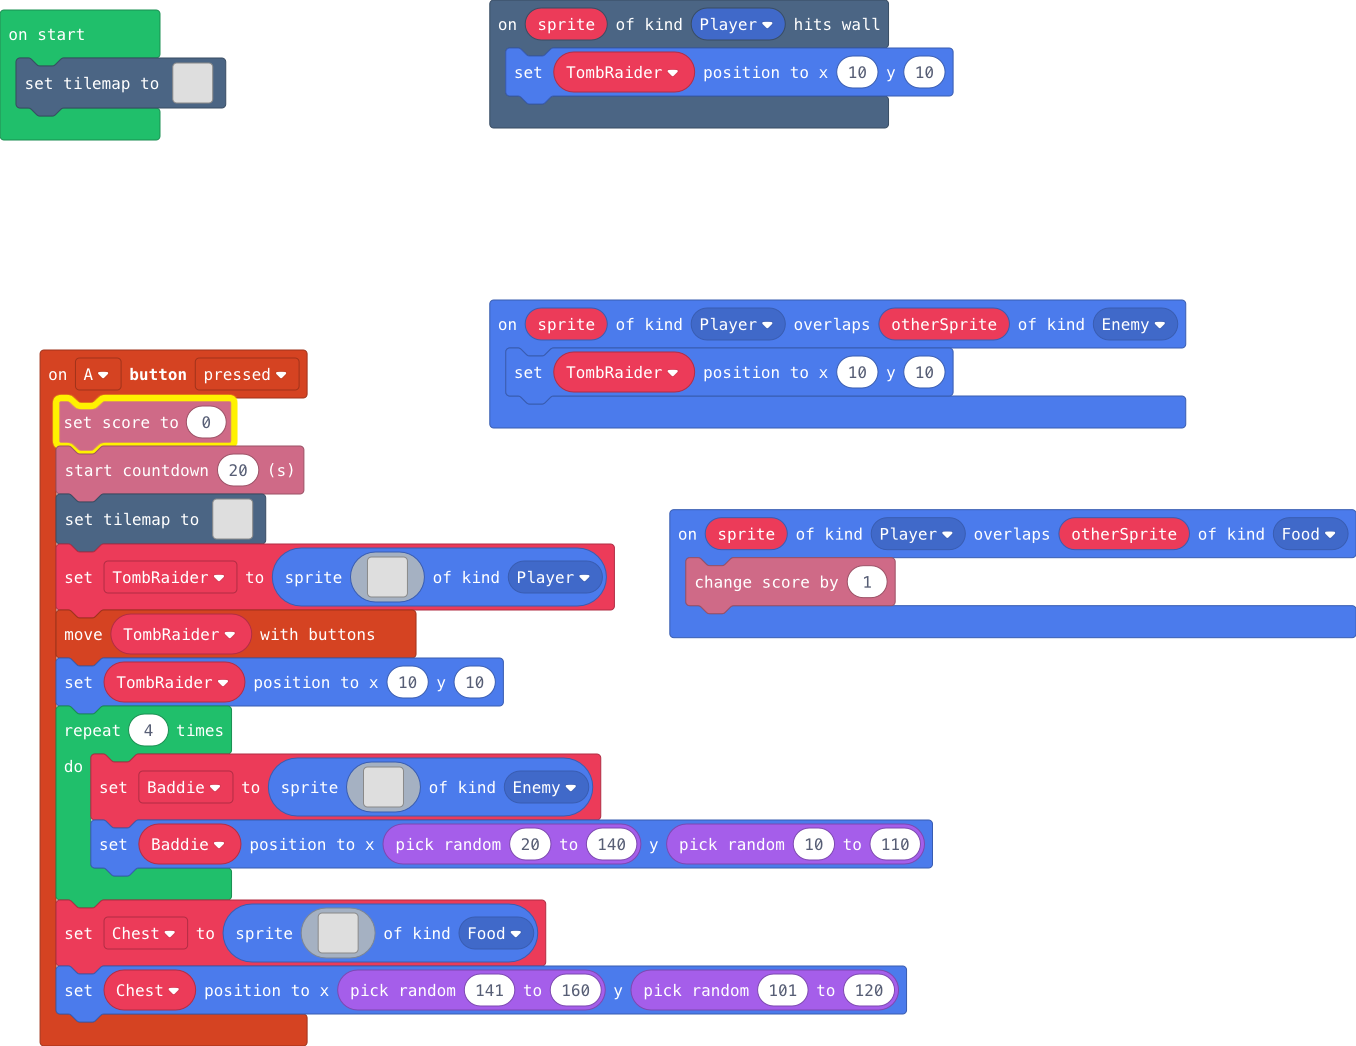 on start
set tilemap to
on sprite of kind Player hits wall
set TombRaider position to x 10 y 10
on sprite of kind Player overlaps otherSprite of kind Enemy
set TombRaider position to x 10 y 10
on A button pressed
set score to 0
start countdown 20 (s)
set tilemap to
set TombRaider to sprite of kind Player
move TombRaider with buttons
set TombRaider position to x 10 y 10
repeat 4 times
do
set Baddie to sprite of kind Enemy
set Baddie position to x pick random 20 to 140 y pick random 10 to 110
set Chest to sprite of kind Food
set Chest position to x pick random 141 to 160 y pick random 101 to 120
on sprite of kind Player overlaps otherSprite of kind Food
change score by 1